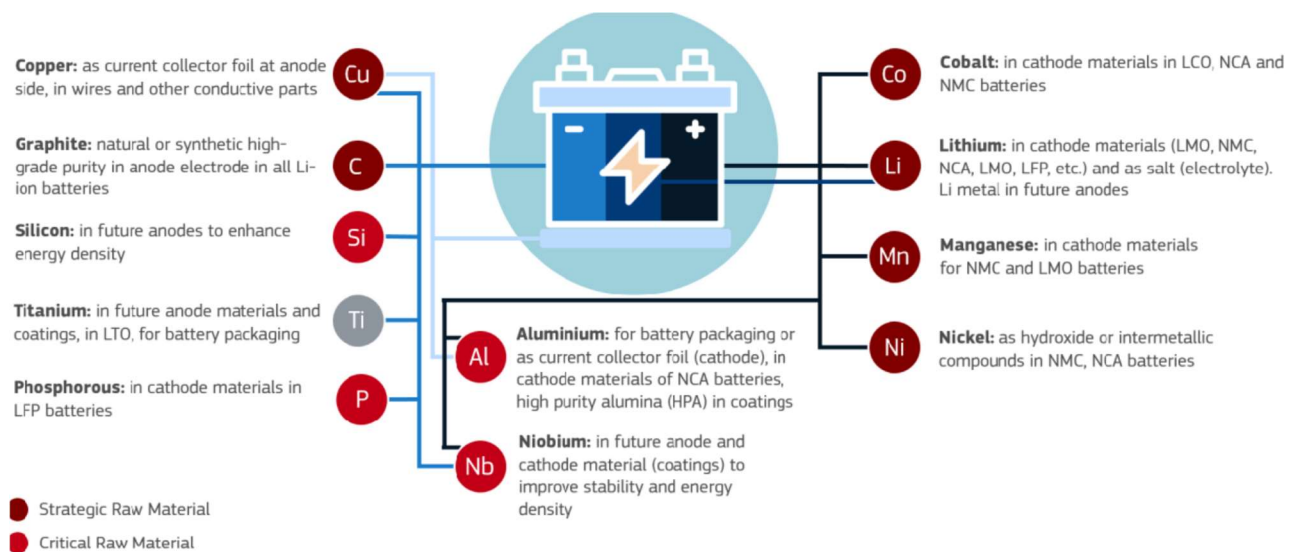 Copper: as current collector foil at anode
side, in wires and other conductive parts
Cu
Graphite: natural or synthetic high-
grade purity in anode electrode in all Li-
ion batteries
C
Silicon: in future anodes to enhance
energy density
Si
Titanium: in future anode materials and
coatings, in LTO, for battery packaging
Ti
Phosphorous: in cathode materials in
LFP batteries
P
- +
Co
Cobalt: in cathode materials in LCO, NCA and
NMC batteries
Li
Lithium: in cathode materials (LMO, NMC,
NCA, LMO, LFP, etc.) and as salt (electrolyte).
Li metal in future anodes
Mn
Manganese: in cathode materials
for NMC and LMO batteries
Ni
Nickel: as hydroxide or intermetallic
compounds in NMC, NCA batteries
Al
Aluminium: for battery packaging or
as current collector foil (cathode), in
cathode materials of NCA batteries,
high purity alumina (HPA) in coatings
Nb
Niobium: in future anode and
cathode material (coatings) to
improve stability and energy
density
Strategic Raw Material
Critical Raw Material